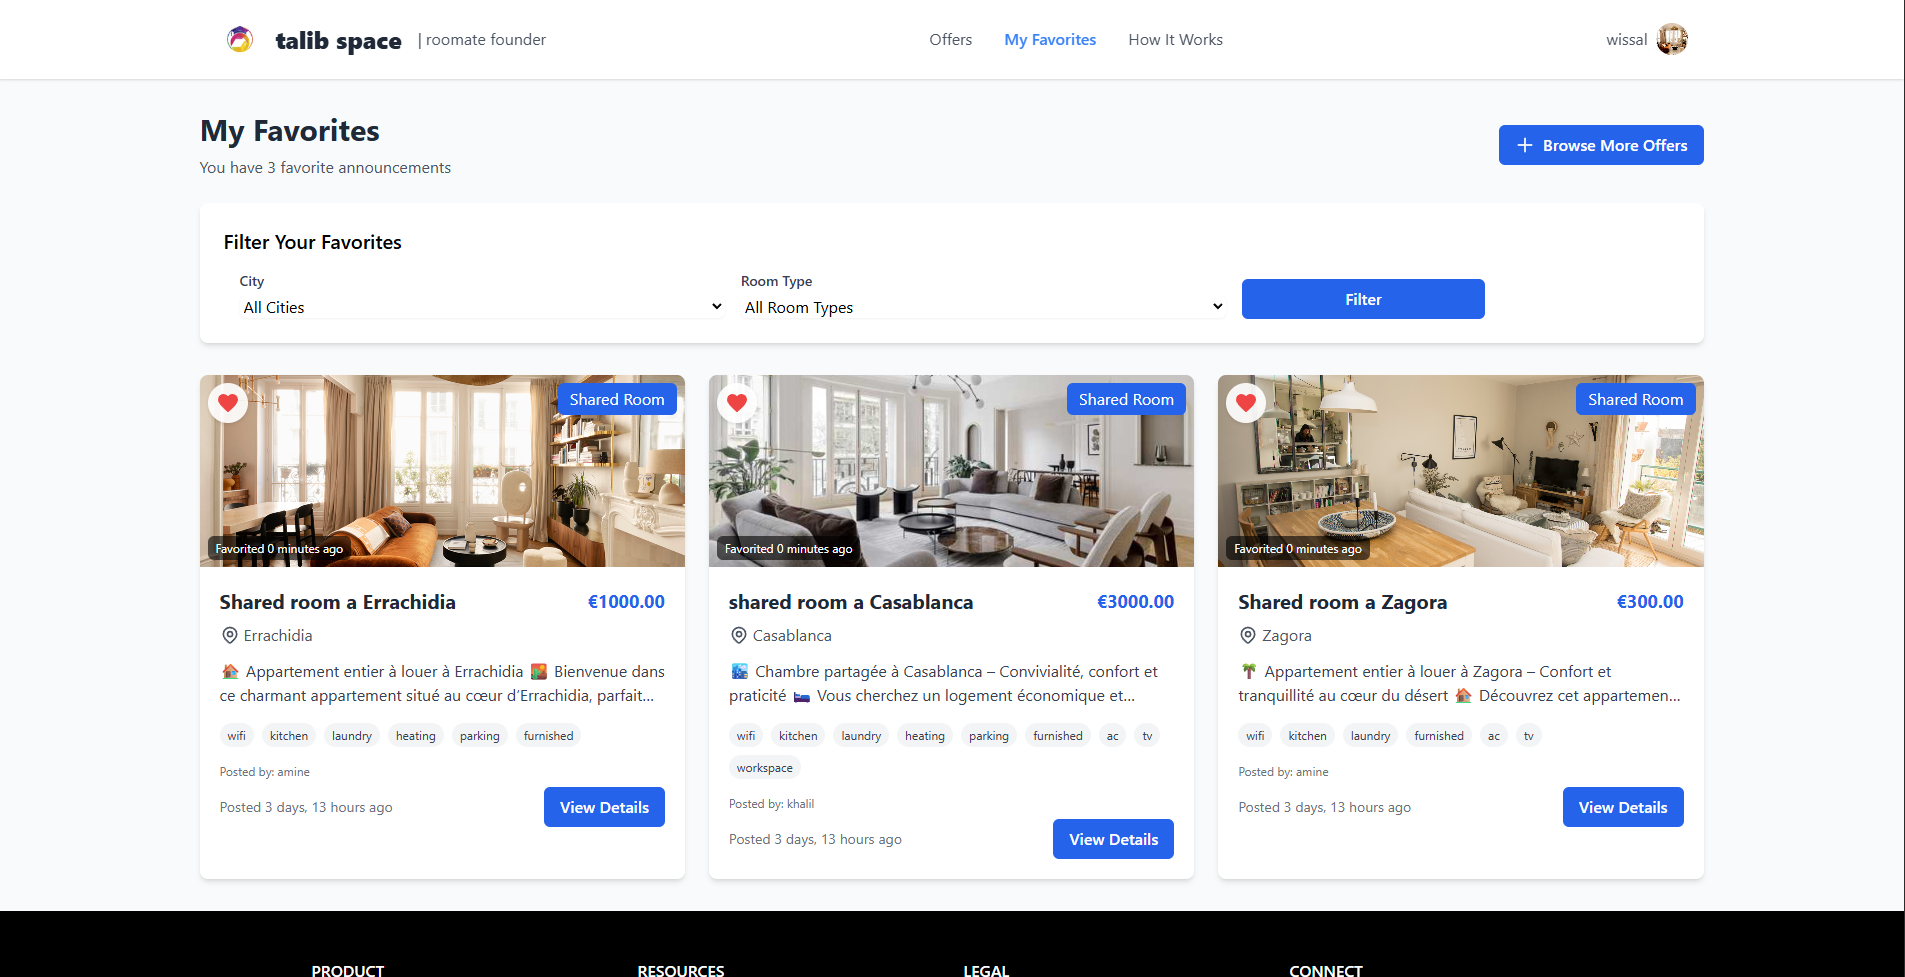 talib space | roomate founder
Offers
My Favorites
How It Works
wissal
My Favorites
You have 3 favorite announcements
Browse More Offers
Filter Your Favorites
City
All Cities
Room Type
All Room Types
Filter
Shared Room
Favorited 0 minutes ago
Shared room a Errachidia
€1000.00
Errachidia
🏠 Appartement entier à louer à Errachidia 🌇 Bienvenue dans
ce charmant appartement situé au cœur d’Errachidia, parfait...
wifi kitchen laundry heating parking furnished
Posted by: amine
Posted 3 days, 13 hours ago
View Details
Shared Room
Favorited 0 minutes ago
shared room a Casablanca
€3000.00
Casablanca
🏙️ Chambre partagée à Casablanca – Convivialité, confort et
praticité 🛏️ Vous cherchez un logement économique et...
wifi kitchen laundry heating parking furnished ac tv
workspace
Posted by: khalil
Posted 3 days, 13 hours ago
View Details
Shared Room
Favorited 0 minutes ago
Shared room a Zagora
€300.00
Zagora
🌴 Appartement entier à louer à Zagora – Confort et
tranquillité au cœur du désert 🏠 Découvrez cet appartemen...
wifi kitchen laundry furnished ac tv
Posted by: amine
Posted 3 days, 13 hours ago
View Details
PRODUCT
RESOURCES
LEGAL
CONNECT